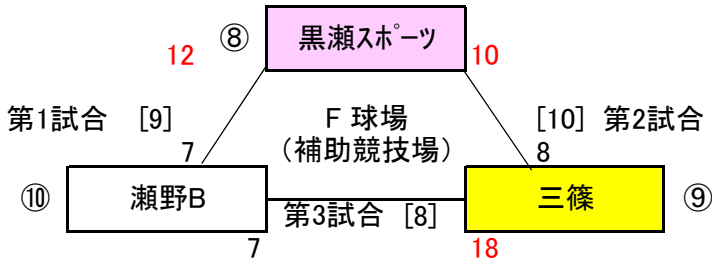 ⑧ 黒瀬スポーツ
12 10
第1試合 [9] F 球場 [10] 第2試合
7 (補助競技場) 8
⑩ 瀬野B 三篠 ⑨
第3試合 [8]
7 18